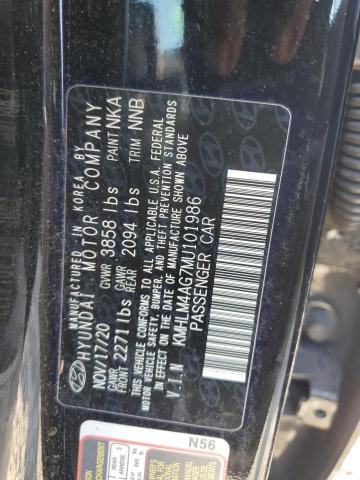 MANUFACTURED IN KOREA BY
HYUNDAI MOTOR COMPANY
NOV/17/20 GVWR 3858 lbs PAINT NKA
GAWR FRONT 2271 lbs GAWR REAR 2094 lbs TRIM NNB
THIS VEHICLE CONFORMS TO ALL APPLICABLE U.S.A. FEDERAL
MOTOR VEHICLE SAFETY, BUMPER, AND THEFT PREVENTION
STANDARDS IN EFFECT ON THE DATE OF MANUFACTURE SHOWN ABOVE
V.I.N KMHLM4AG7MU101986
PASSENGER CAR
N56
REAR 3